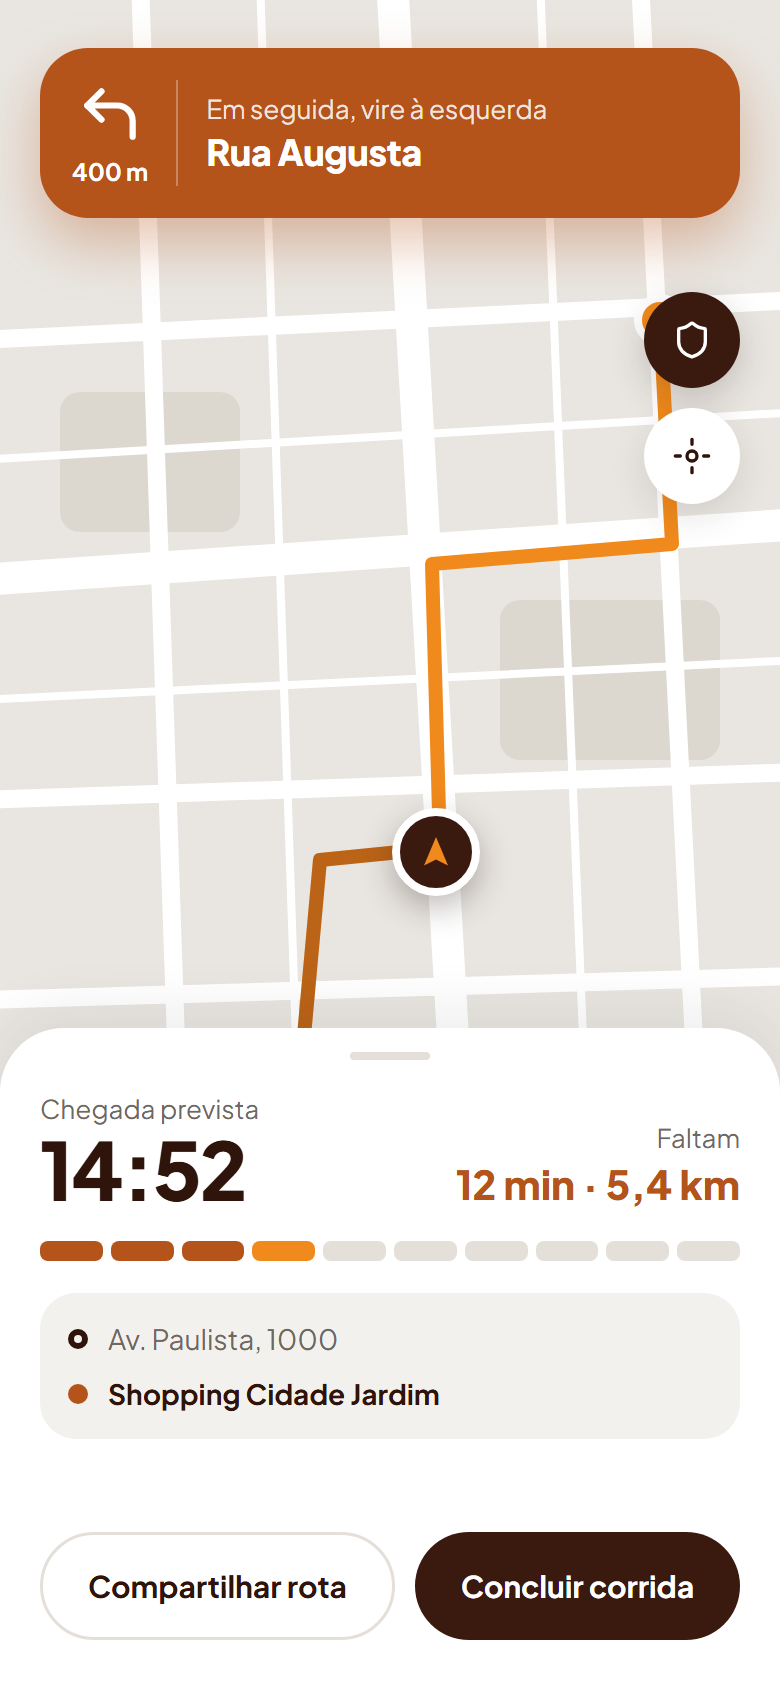 Em seguida, vire à esquerda
Rua Augusta
400 m
Chegada prevista
14:52
Faltam
12 min · 5,4 km
Av. Paulista, 1000
Shopping Cidade Jardim
Compartilhar rota
Concluir corrida